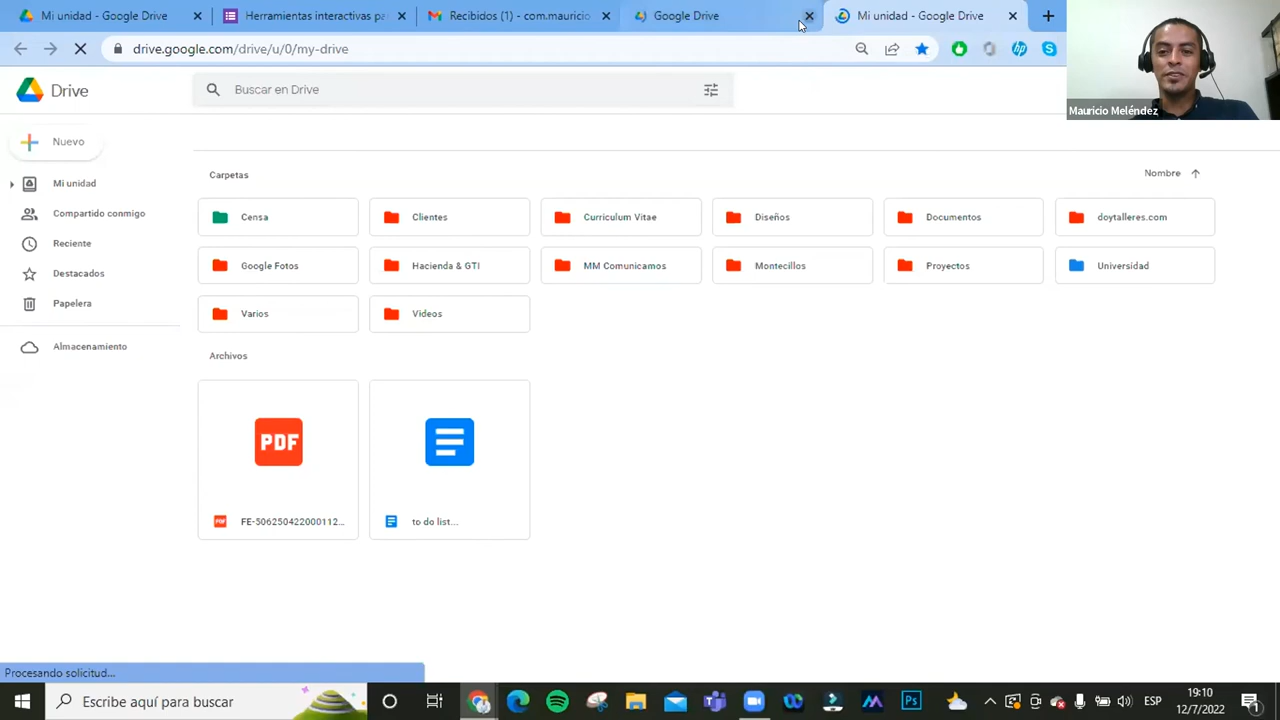 Mi unidad - Google Drive
Herramientas interactivas pa
Recibidos (1) - com.mauricio
Google Drive
Mi unidad - Google Drive
drive.google.com/drive/u/0/my-drive
Drive
Buscar en Drive
Mauricio Meléndez
Nuevo
Mi unidad
Compartido conmigo
Reciente
Destacados
Papelera
Almacenamiento
Carpetas
Nombre
Censa
Clientes
Curriculum Vitae
Diseños
Documentos
doytalleres.com
Google Fotos
Hacienda & GTI
MM Comunicamos
Montecillos
Proyectos
Universidad
Varios
Videos
Archivos
PDF
PDF FE-506250422000112...
to do list...
Procesando solicitud...
Escribe aquí para buscar
Ps
ESP
19:10
12/7/2022
1